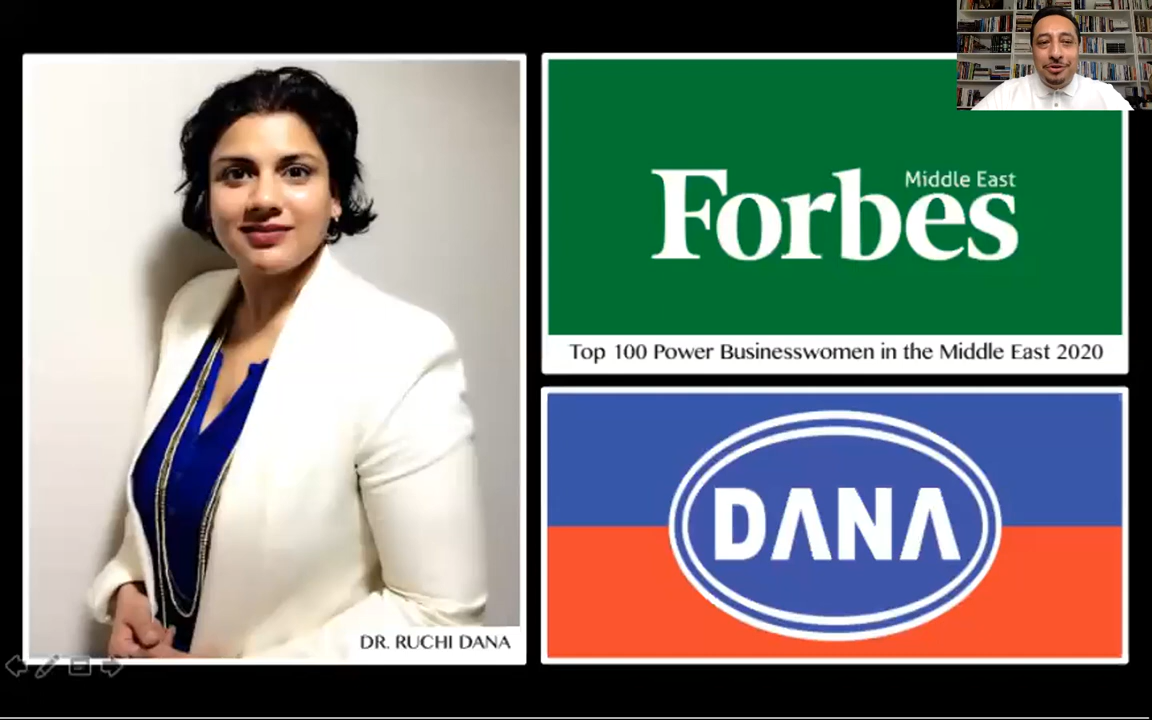 DR. RUCHI DANA
Middle East
Forbes
Top 100 Power Businesswomen in the Middle East 2020
DANA